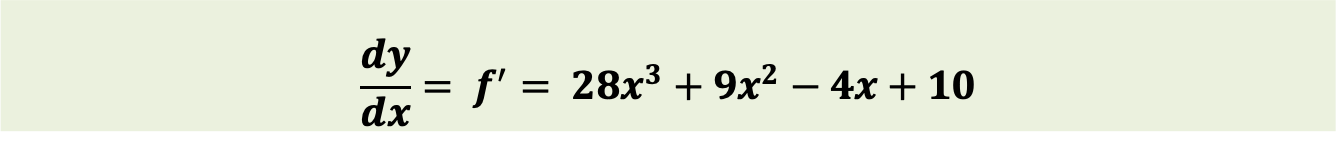 dy/dx = f′ = 28x³ + 9x² − 4x + 10